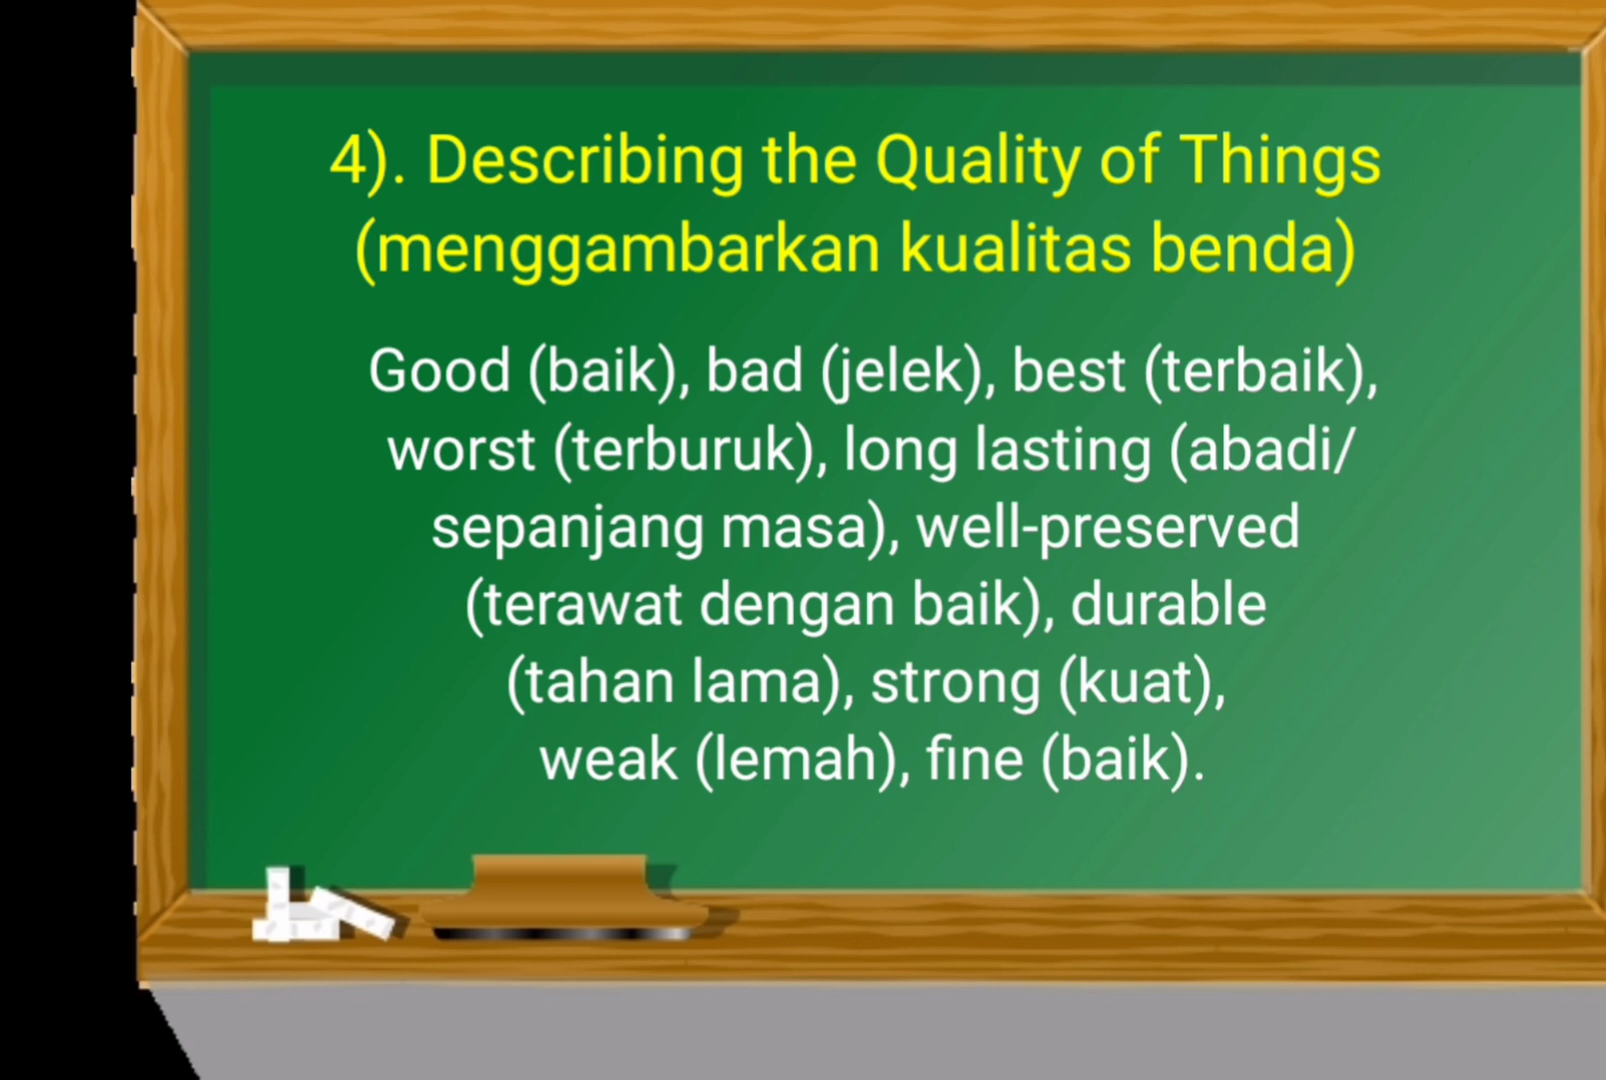 4). Describing the Quality of Things
(menggambarkan kualitas benda)
Good (baik), bad (jelek), best (terbaik),
worst (terburuk), long lasting (abadi/
sepanjang masa), well-preserved
(terawat dengan baik), durable
(tahan lama), strong (kuat),
weak (lemah), fine (baik).